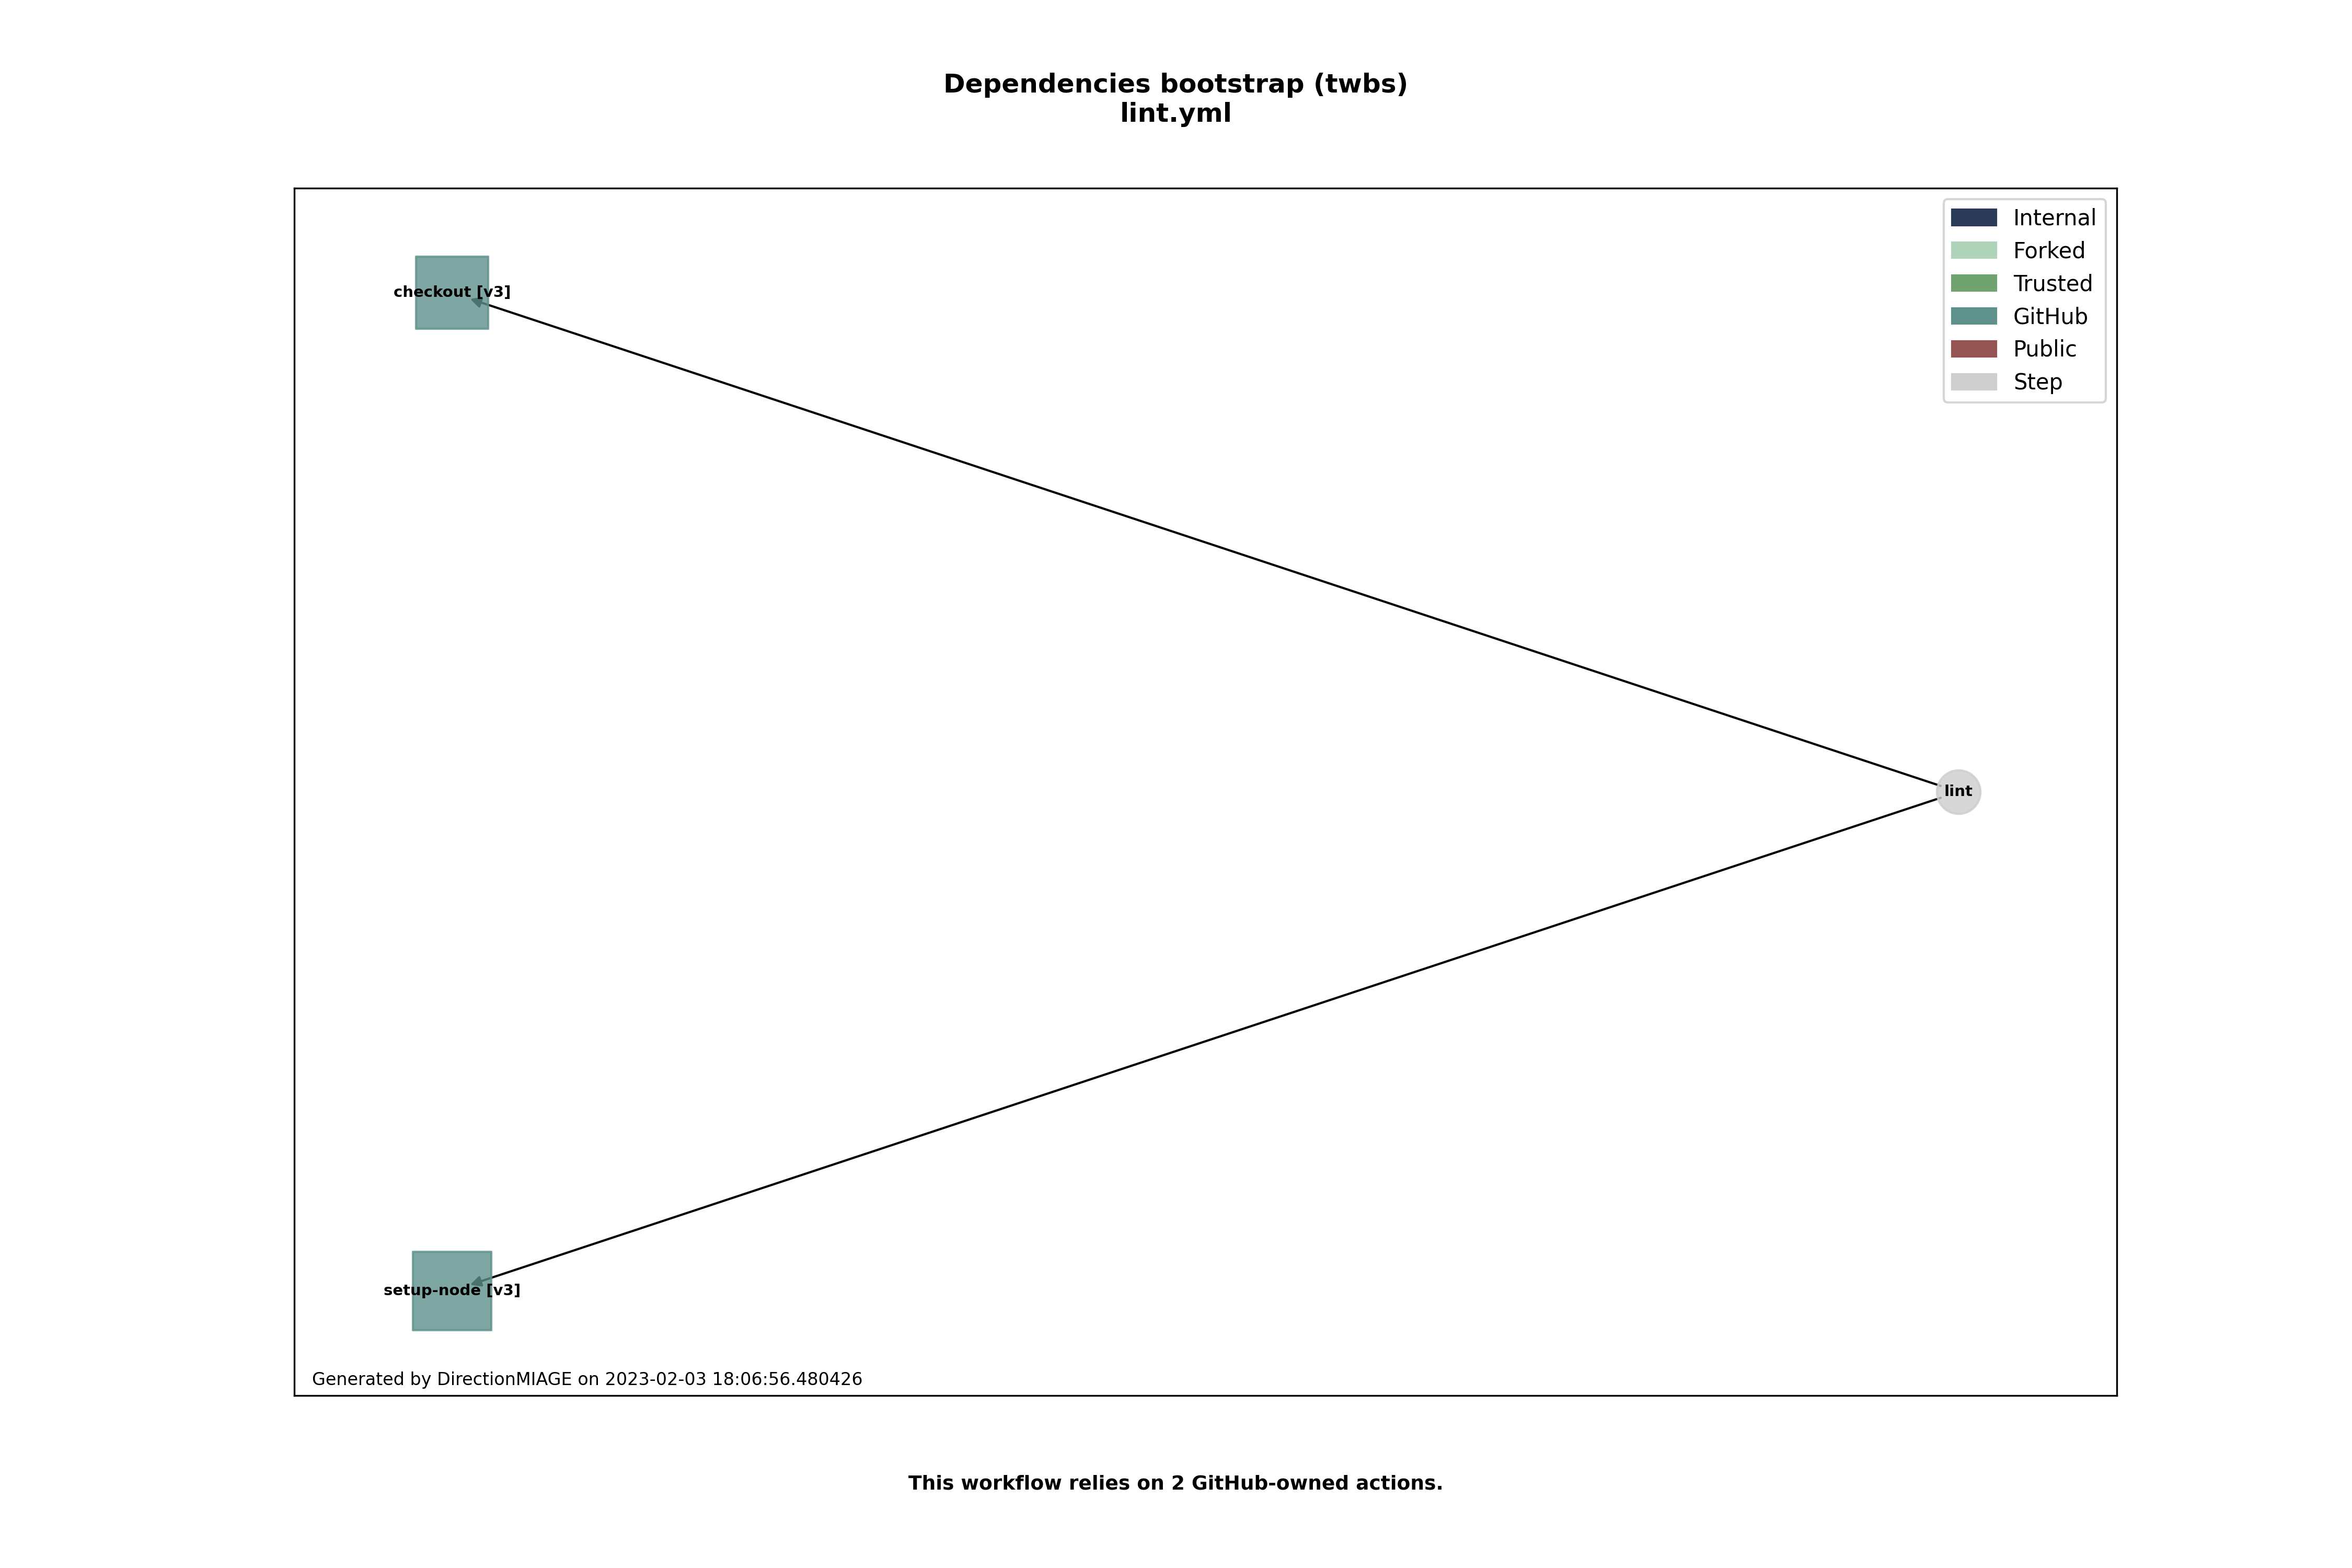 Dependencies bootstrap (twbs)
lint.yml
Internal
Forked
Trusted
GitHub
Public
Step
checkout [v3]
lint
setup-node [v3]
Generated by DirectionMIAGE on 2023-02-03 18:06:56.480426
This workflow relies on 2 GitHub-owned actions.